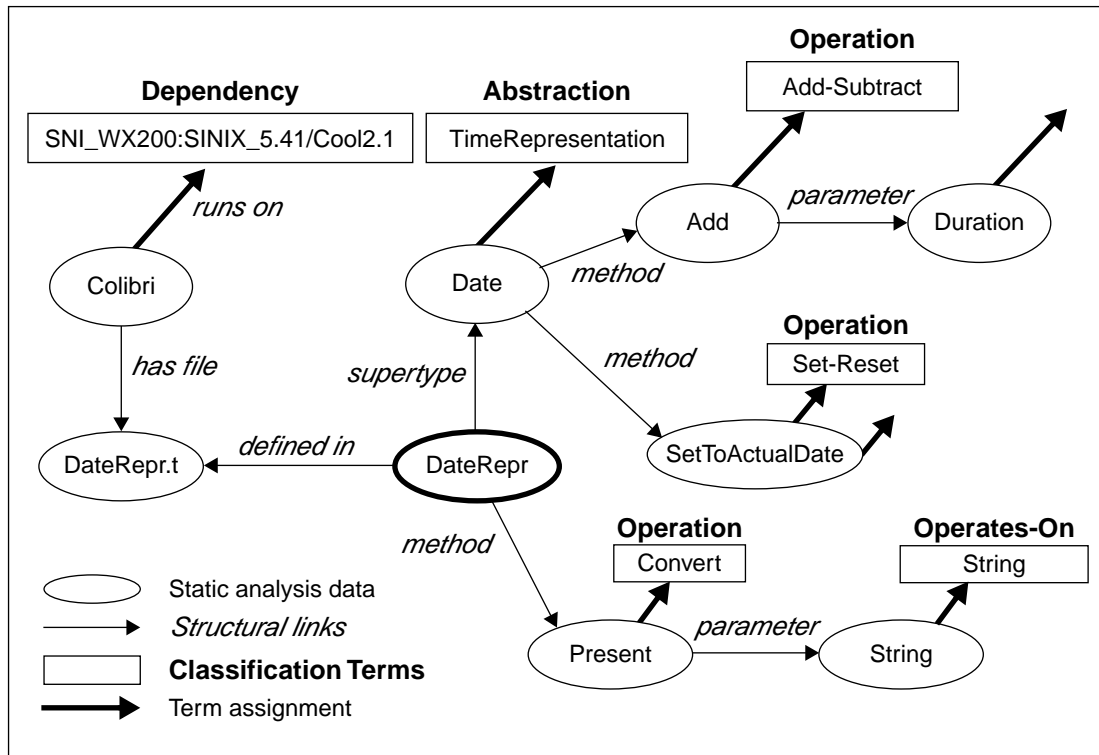 Operation
Add-Subtract
Dependency
SNI_WX200:SINIX_5.41/Cool2.1
Abstraction
TimeRepresentation
runs on
Add
parameter
Duration
Colibri
Date
method
Operation
Set-Reset
has file
supertype
method
DateRepr.t
defined in
DateRepr
SetToActualDate
method
Operation
Convert
Operates-On
String
Present
parameter
String
Static analysis data
Structural links
Classification Terms
Term assignment